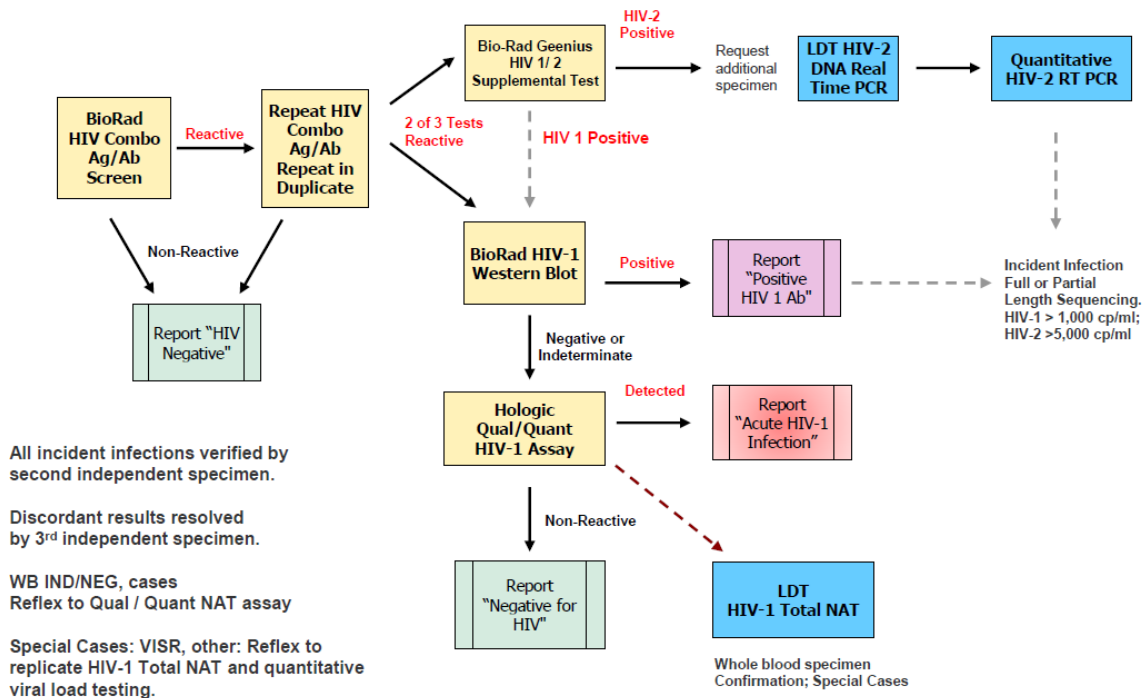 BioRad
HIV Combo
Ag/Ab
Screen
Reactive
Repeat HIV
Combo
Ag/Ab
Repeat in
Duplicate
Non-Reactive
Report “HIV
Negative"
2 of 3 Tests
Reactive
Bio-Rad Geenius
HIV 1/ 2
Supplemental Test
HIV-2
Positive
Request
additional
specimen
LDT HIV-2
DNA Real
Time PCR
Quantitative
HIV-2 RT PCR
HIV 1 Positive
BioRad HIV-1
Western Blot
Positive
Report
“Positive
HIV 1 Ab"
Incident Infection
Full or Partial
Length Sequencing.
HIV-1 > 1,000 cp/ml;
HIV-2 >5,000 cp/ml
Negative or
Indeterminate
Hologic
Qual/Quant
HIV-1 Assay
Detected
Report
“Acute HIV-1
Infection”
Non-Reactive
Report
“Negative for
HIV"
LDT
HIV-1 Total NAT
Whole blood specimen
Confirmation; Special Cases
All incident infections verified by
second independent specimen.
Discordant results resolved
by 3rd independent specimen.
WB IND/NEG, cases
Reflex to Qual / Quant NAT assay
Special Cases: VISR, other: Reflex to
replicate HIV-1 Total NAT and quantitative
viral load testing.